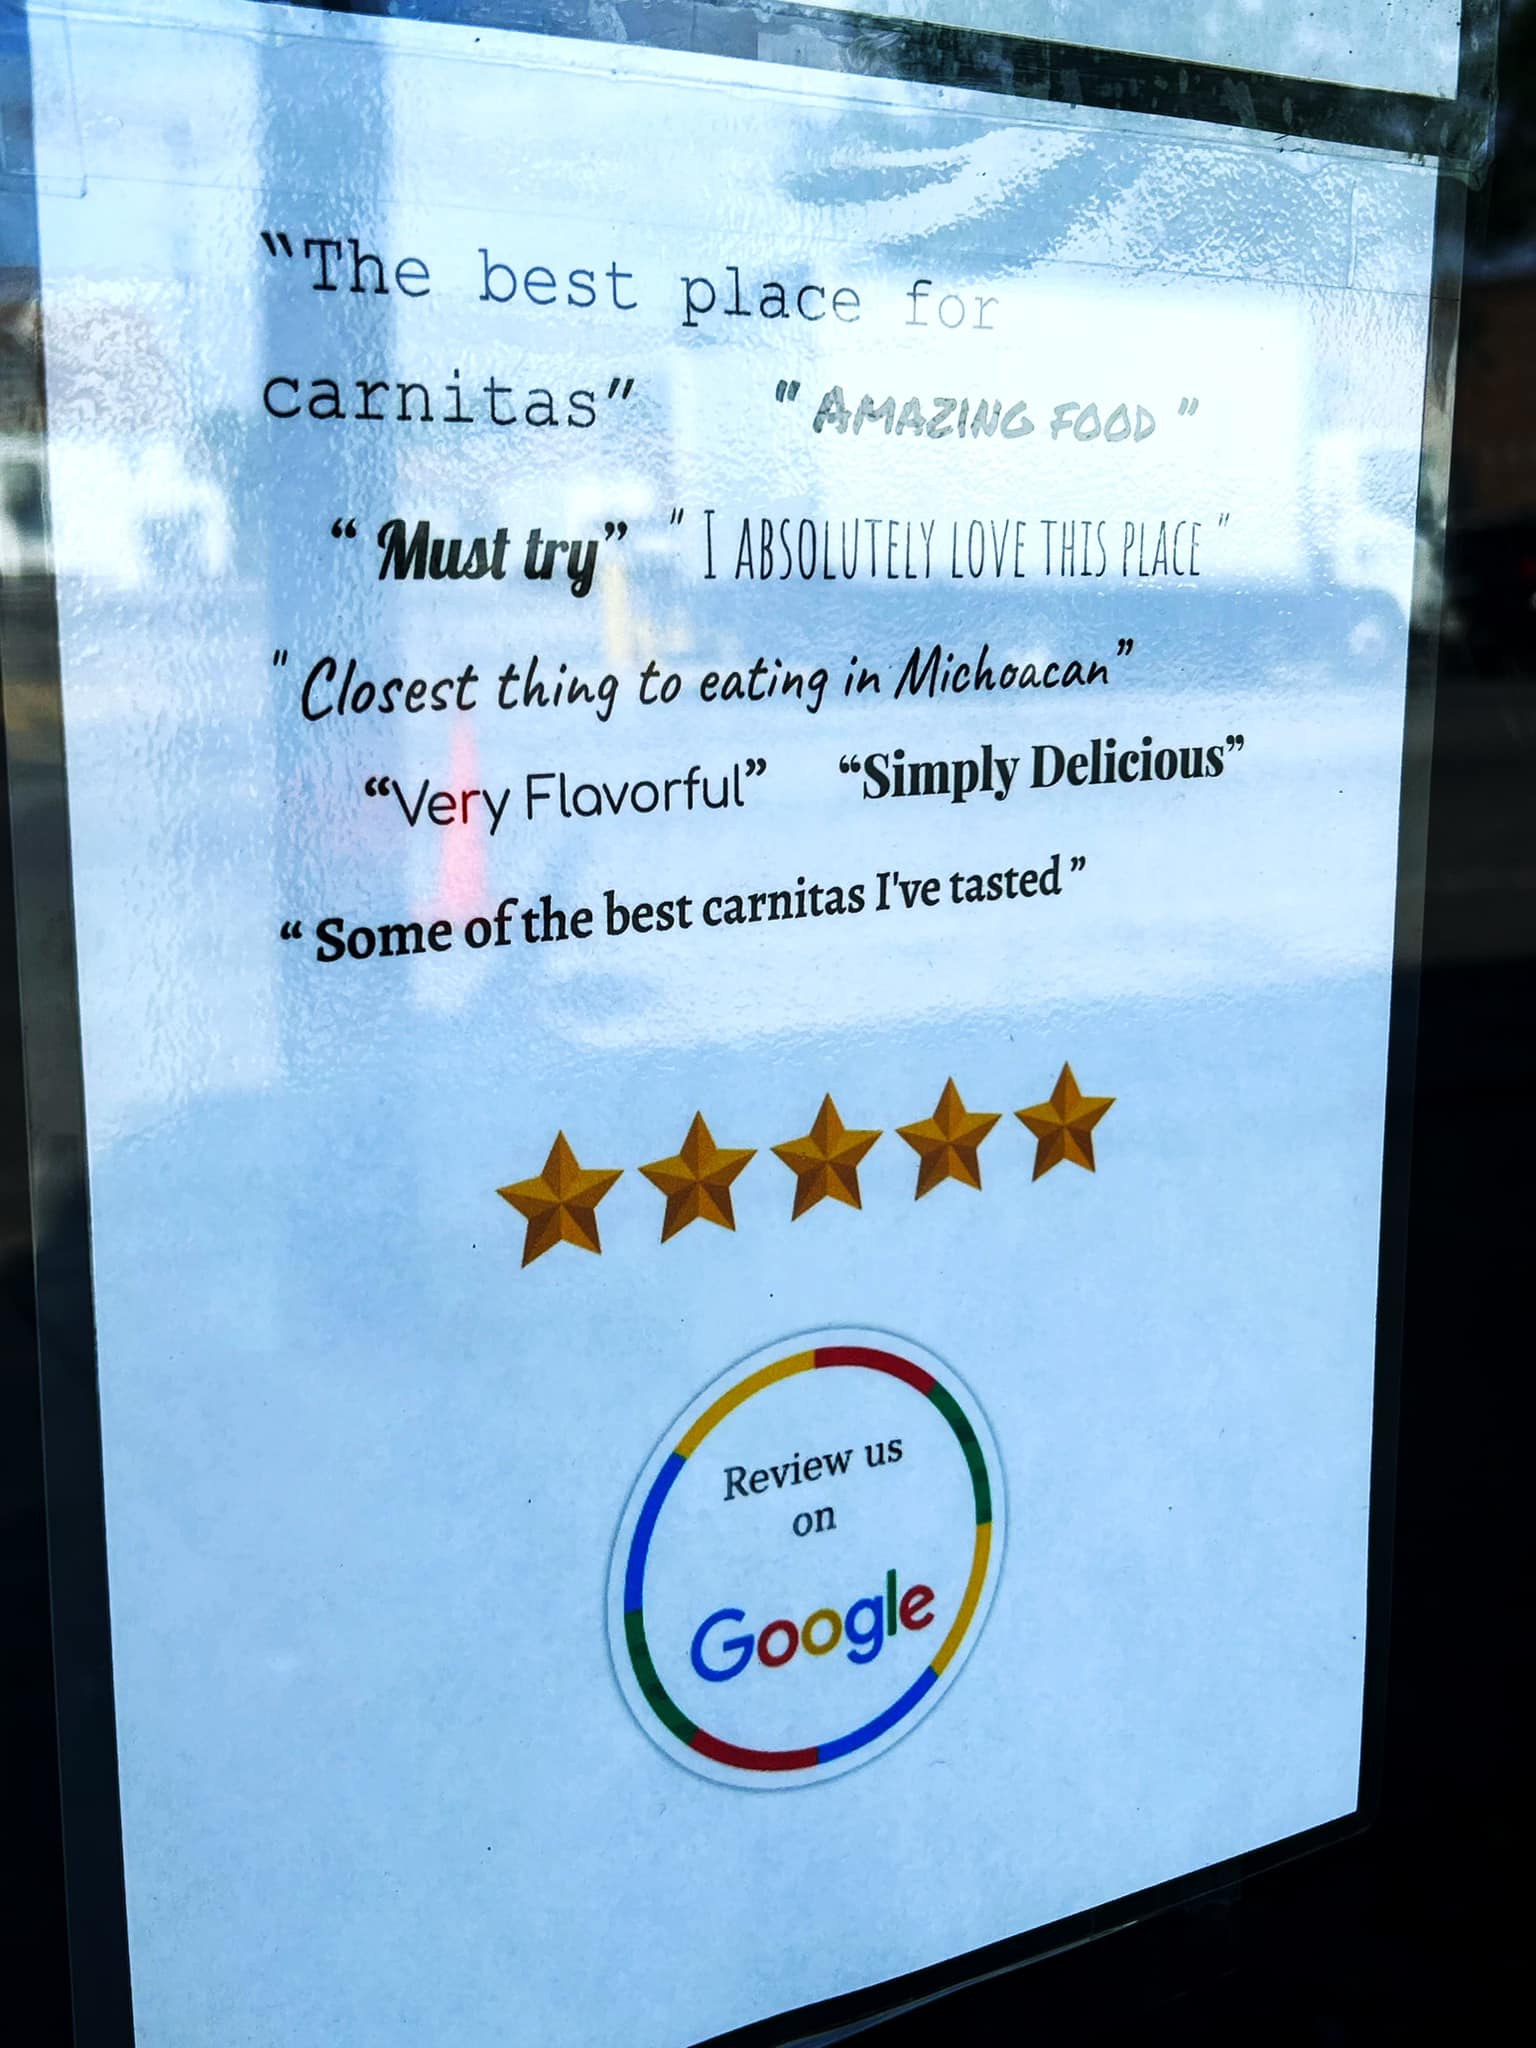 “The best place for
carnitas” " AMAZING FOOD "
“ Must try” " I ABSOLUTELY LOVE THIS PLACE "
" Closest thing to eating in Michoacan”
“Very Flavorful” “Simply Delicious”
“ Some of the best carnitas I've tasted ”
Review us
on
Google